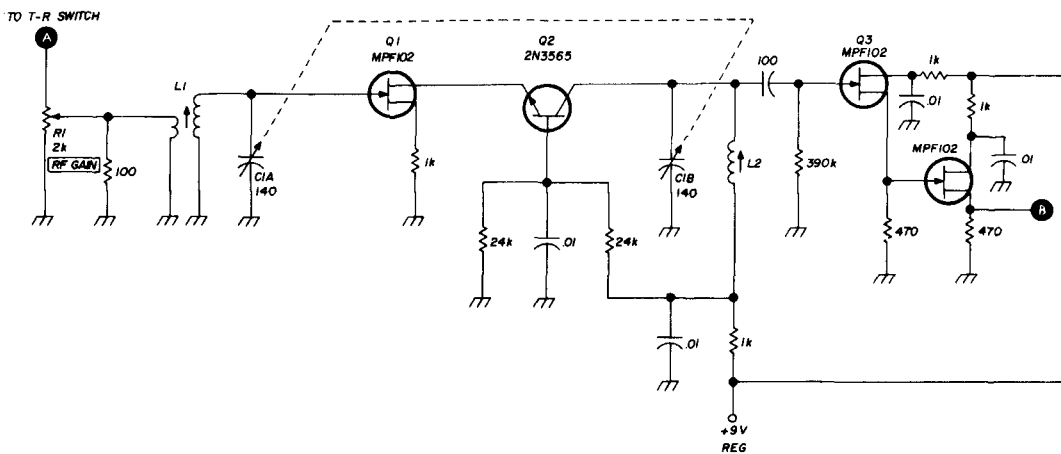 TO T-R SWITCH
A
R1
2k
RF GAIN
100
L1
C1A
140
Q1
MPF102
1k
Q2
2N3565
24k
.01
24k
C1B
140
L2
.01
1k
+9V
REG
100
390k
Q3
MPF102
.01
1k
1k
MPF102
.01
470
470
B